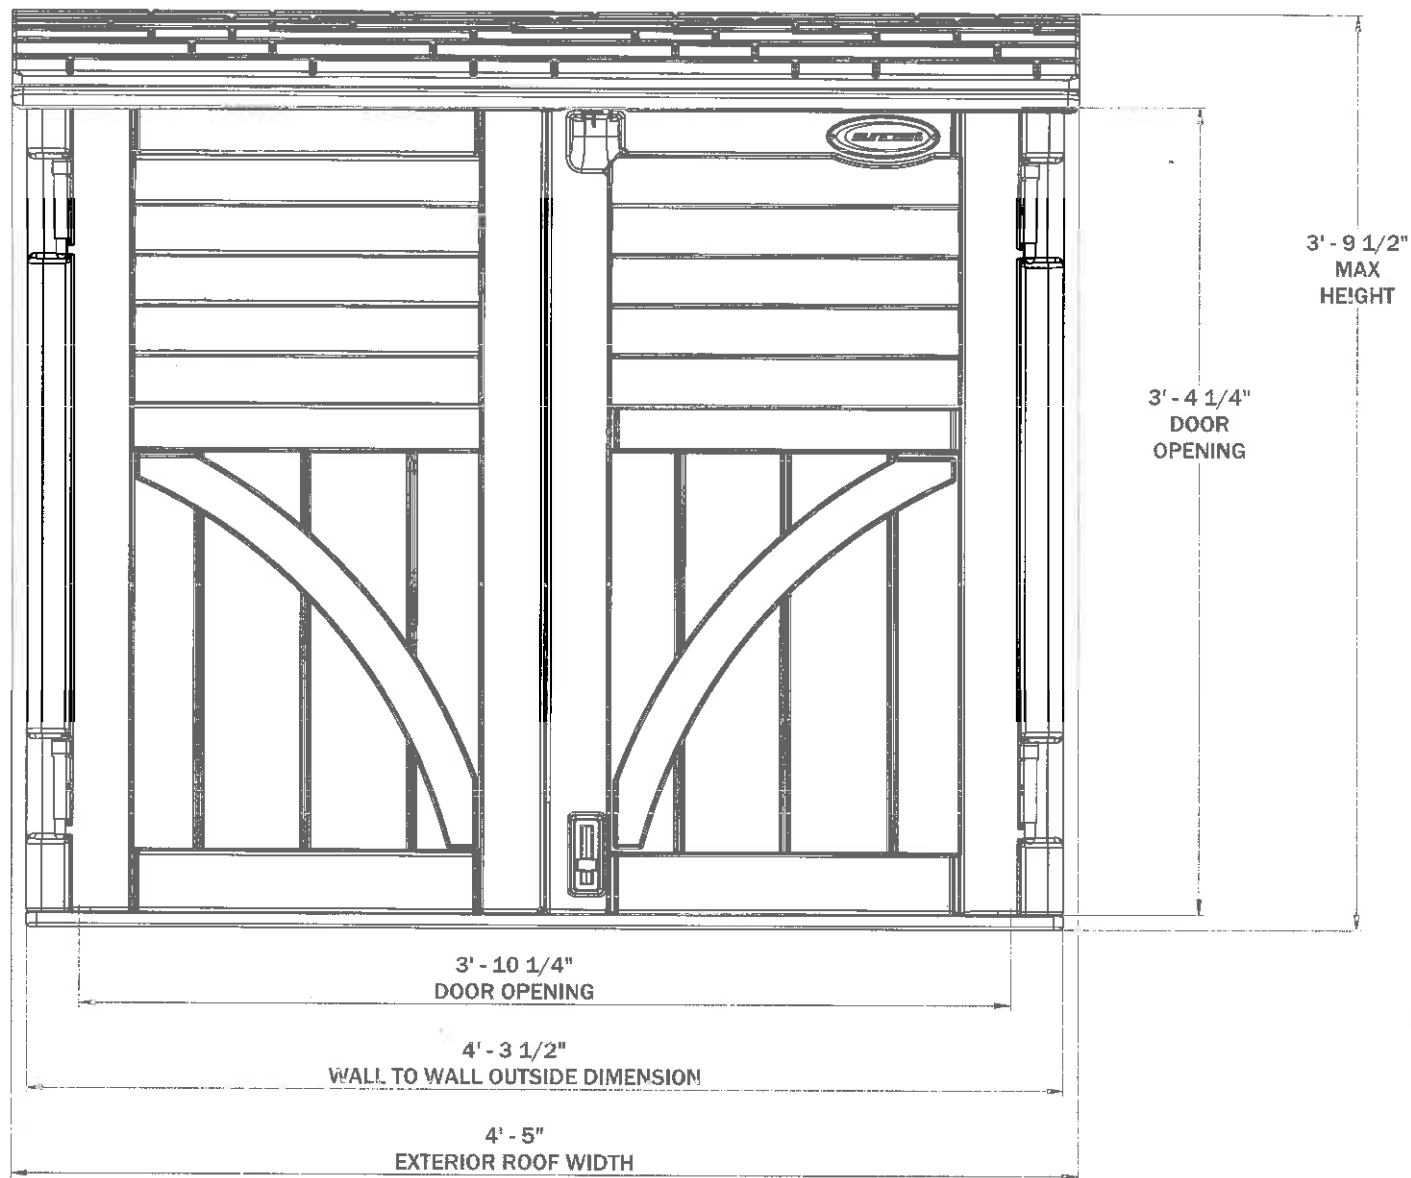 SUNCAST
3' - 9 1/2"
MAX
HEIGHT
3' - 4 1/4"
DOOR
OPENING
3' - 10 1/4"
DOOR OPENING
4' - 3 1/2"
WALL TO WALL OUTSIDE DIMENSION
4' - 5"
EXTERIOR ROOF WIDTH